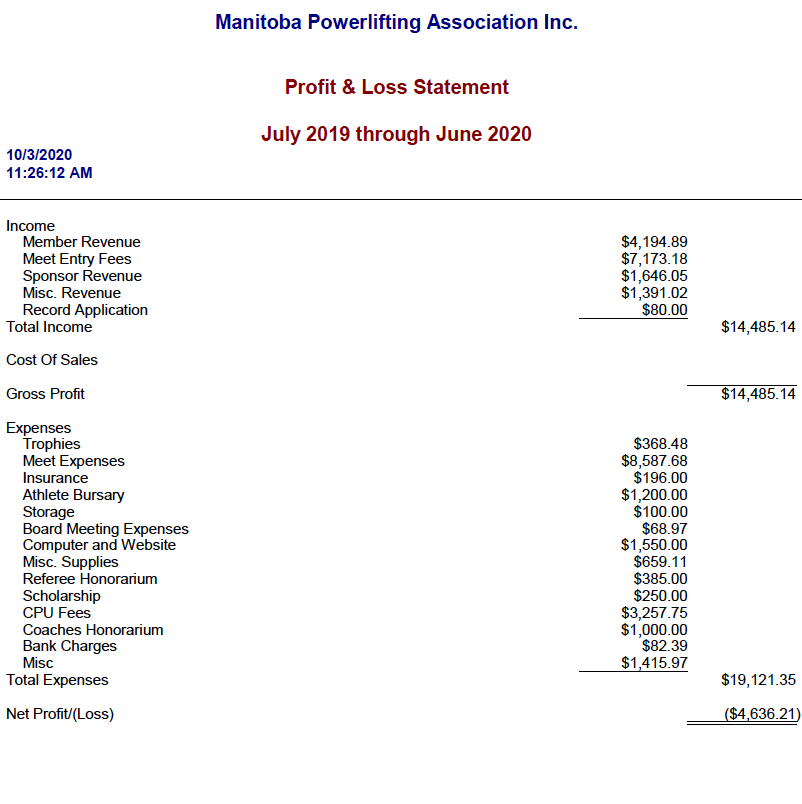 Manitoba Powerlifting Association Inc.
Profit & Loss Statement
July 2019 through June 2020
10/3/2020
11:26:12 AM
Income
Member Revenue $4,194.89
Meet Entry Fees $7,173.18
Sponsor Revenue $1,646.05
Misc. Revenue $1,391.02
Record Application $80.00
Total Income $14,485.14
Cost Of Sales
Gross Profit $14,485.14
Expenses
Trophies $368.48
Meet Expenses $8,587.68
Insurance $196.00
Athlete Bursary $1,200.00
Storage $100.00
Board Meeting Expenses $68.97
Computer and Website $1,550.00
Misc. Supplies $659.11
Referee Honorarium $385.00
Scholarship $250.00
CPU Fees $3,257.75
Coaches Honorarium $1,000.00
Bank Charges $82.39
Misc $1,415.97
Total Expenses $19,121.35
Net Profit/(Loss) ($4,636.21)